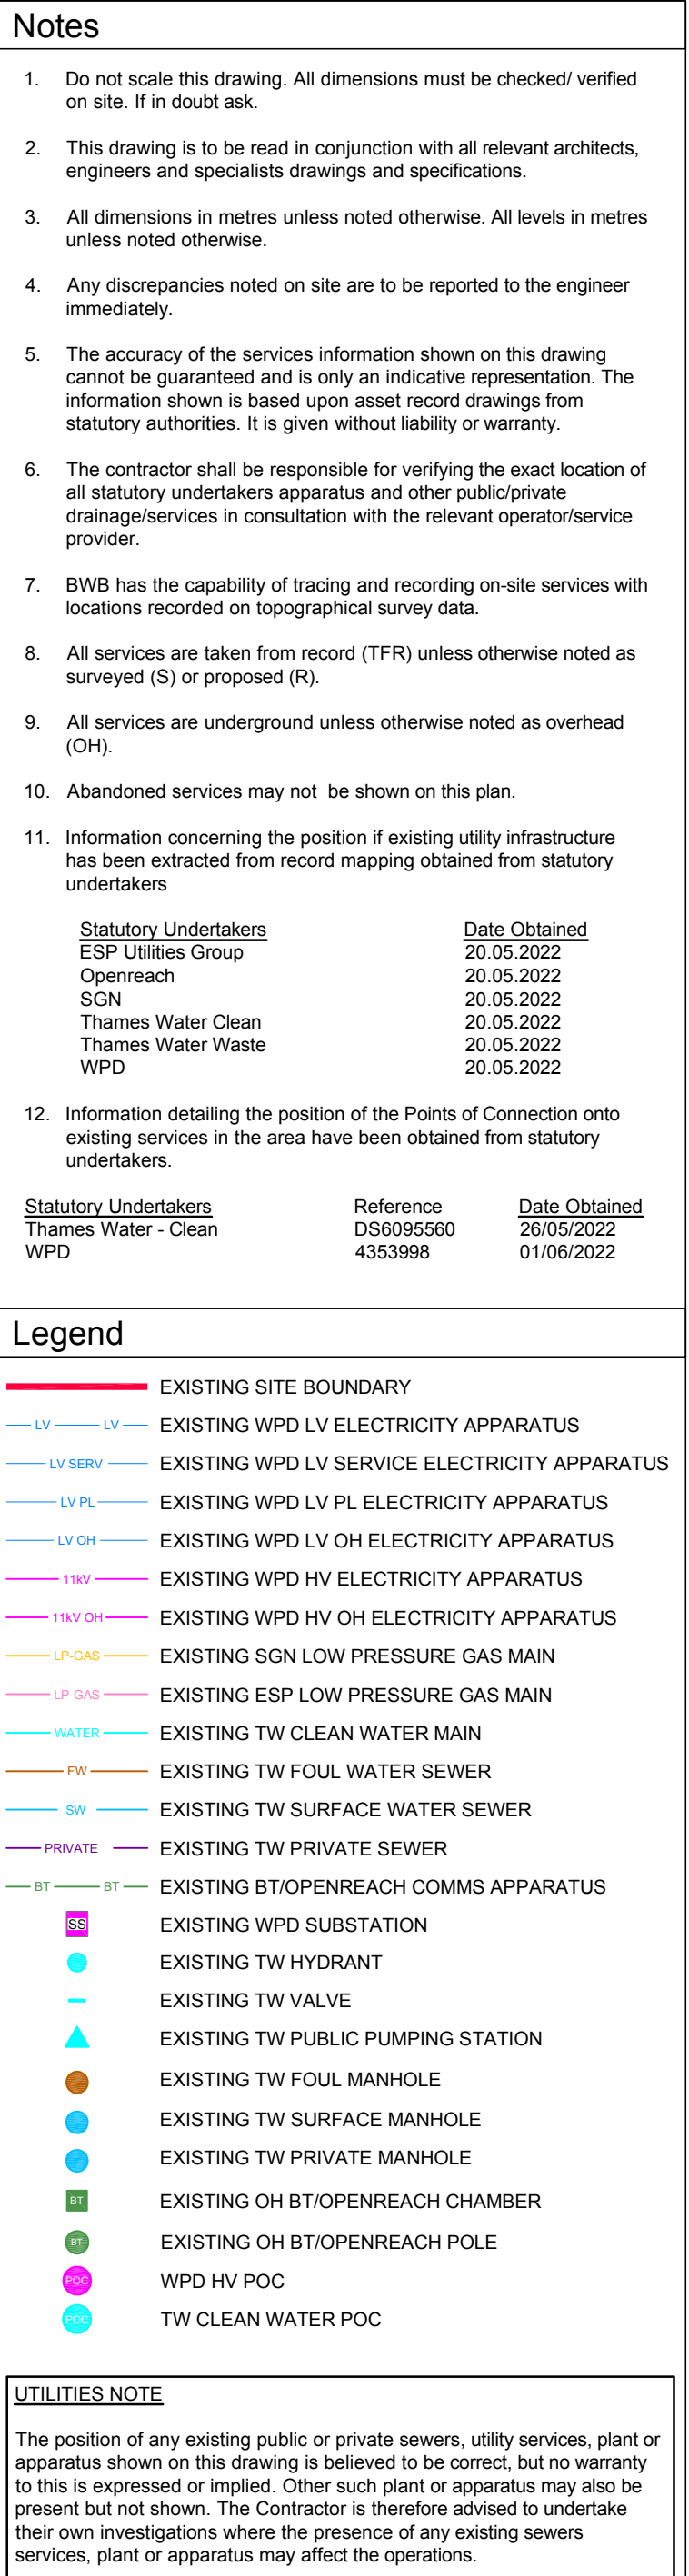 Notes
1. Do not scale this drawing. All dimensions must be checked/ verified
on site. If in doubt ask.
2. This drawing is to be read in conjunction with all relevant architects,
engineers and specialists drawings and specifications.
3. All dimensions in metres unless noted otherwise. All levels in metres
unless noted otherwise.
4. Any discrepancies noted on site are to be reported to the engineer
immediately.
5. The accuracy of the services information shown on this drawing
cannot be guaranteed and is only an indicative representation. The
information shown is based upon asset record drawings from
statutory authorities. It is given without liability or warranty.
6. The contractor shall be responsible for verifying the exact location of
all statutory undertakers apparatus and other public/private
drainage/services in consultation with the relevant operator/service
provider.
7. BWB has the capability of tracing and recording on-site services with
locations recorded on topographical survey data.
8. All services are taken from record (TFR) unless otherwise noted as
surveyed (S) or proposed (R).
9. All services are underground unless otherwise noted as overhead
(OH).
10. Abandoned services may not be shown on this plan.
11. Information concerning the position if existing utility infrastructure
has been extracted from record mapping obtained from statutory
undertakers
Statutory Undertakers Date Obtained
ESP Utilities Group 20.05.2022
Openreach 20.05.2022
SGN 20.05.2022
Thames Water Clean 20.05.2022
Thames Water Waste 20.05.2022
WPD 20.05.2022
12. Information detailing the position of the Points of Connection onto
existing services in the area have been obtained from statutory
undertakers.
Statutory Undertakers Reference Date Obtained
Thames Water - Clean DS6095560 26/05/2022
WPD 4353998 01/06/2022
Legend
EXISTING SITE BOUNDARY
LV LV EXISTING WPD LV ELECTRICITY APPARATUS
LV SERV EXISTING WPD LV SERVICE ELECTRICITY APPARATUS
LV PL EXISTING WPD LV PL ELECTRICITY APPARATUS
LV OH EXISTING WPD LV OH ELECTRICITY APPARATUS
11kV EXISTING WPD HV ELECTRICITY APPARATUS
11kV OH EXISTING WPD HV OH ELECTRICITY APPARATUS
LP-GAS EXISTING SGN LOW PRESSURE GAS MAIN
LP-GAS EXISTING ESP LOW PRESSURE GAS MAIN
WATER EXISTING TW CLEAN WATER MAIN
FW EXISTING TW FOUL WATER SEWER
SW EXISTING TW SURFACE WATER SEWER
PRIVATE EXISTING TW PRIVATE SEWER
BT BT EXISTING BT/OPENREACH COMMS APPARATUS
SS EXISTING WPD SUBSTATION
EXISTING TW HYDRANT
EXISTING TW VALVE
EXISTING TW PUBLIC PUMPING STATION
EXISTING TW FOUL MANHOLE
EXISTING TW SURFACE MANHOLE
EXISTING TW PRIVATE MANHOLE
BT EXISTING OH BT/OPENREACH CHAMBER
BT EXISTING OH BT/OPENREACH POLE
POC WPD HV POC
POC TW CLEAN WATER POC
UTILITIES NOTE
The position of any existing public or private sewers, utility services, plant or
apparatus shown on this drawing is believed to be correct, but no warranty
to this is expressed or implied. Other such plant or apparatus may also be
present but not shown. The Contractor is therefore advised to undertake
their own investigations where the presence of any existing sewers
services, plant or apparatus may affect the operations.